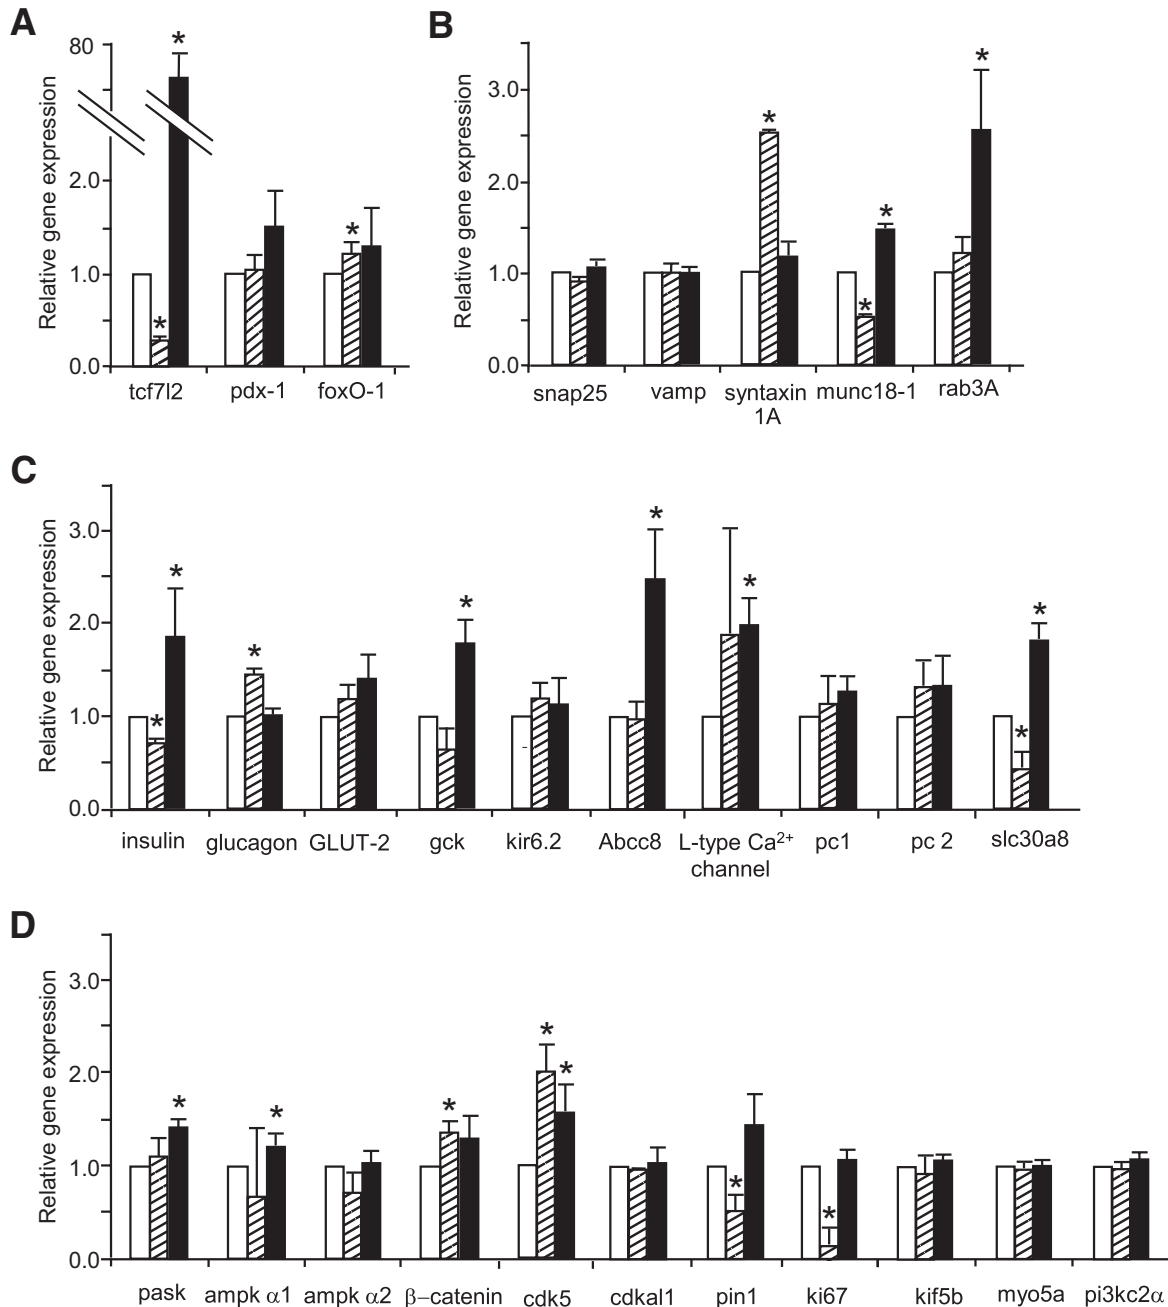 A
Relative gene expression
80
2.0
1.0
0.0
*
*
*
tcf7l2 pdx-1 foxO-1
B
Relative gene expression
3.0
2.0
1.0
0.0
*
*
*
*
snap25 vamp syntaxin munc18-1 rab3A
1A
C
Relative gene expression
3.0
2.0
1.0
0.0
*
*
*
*
*
*
*
*
insulin glucagon GLUT-2 gck kir6.2 Abcc8 L-type Ca²⁺ pc1 pc 2 slc30a8
channel
D
Relative gene expression
3.0
2.0
1.0
0.0
*
*
*
*
*
*
*
pask ampk α1 ampk α2 β–catenin cdk5 cdkal1 pin1 ki67 kif5b myo5a pi3kc2α